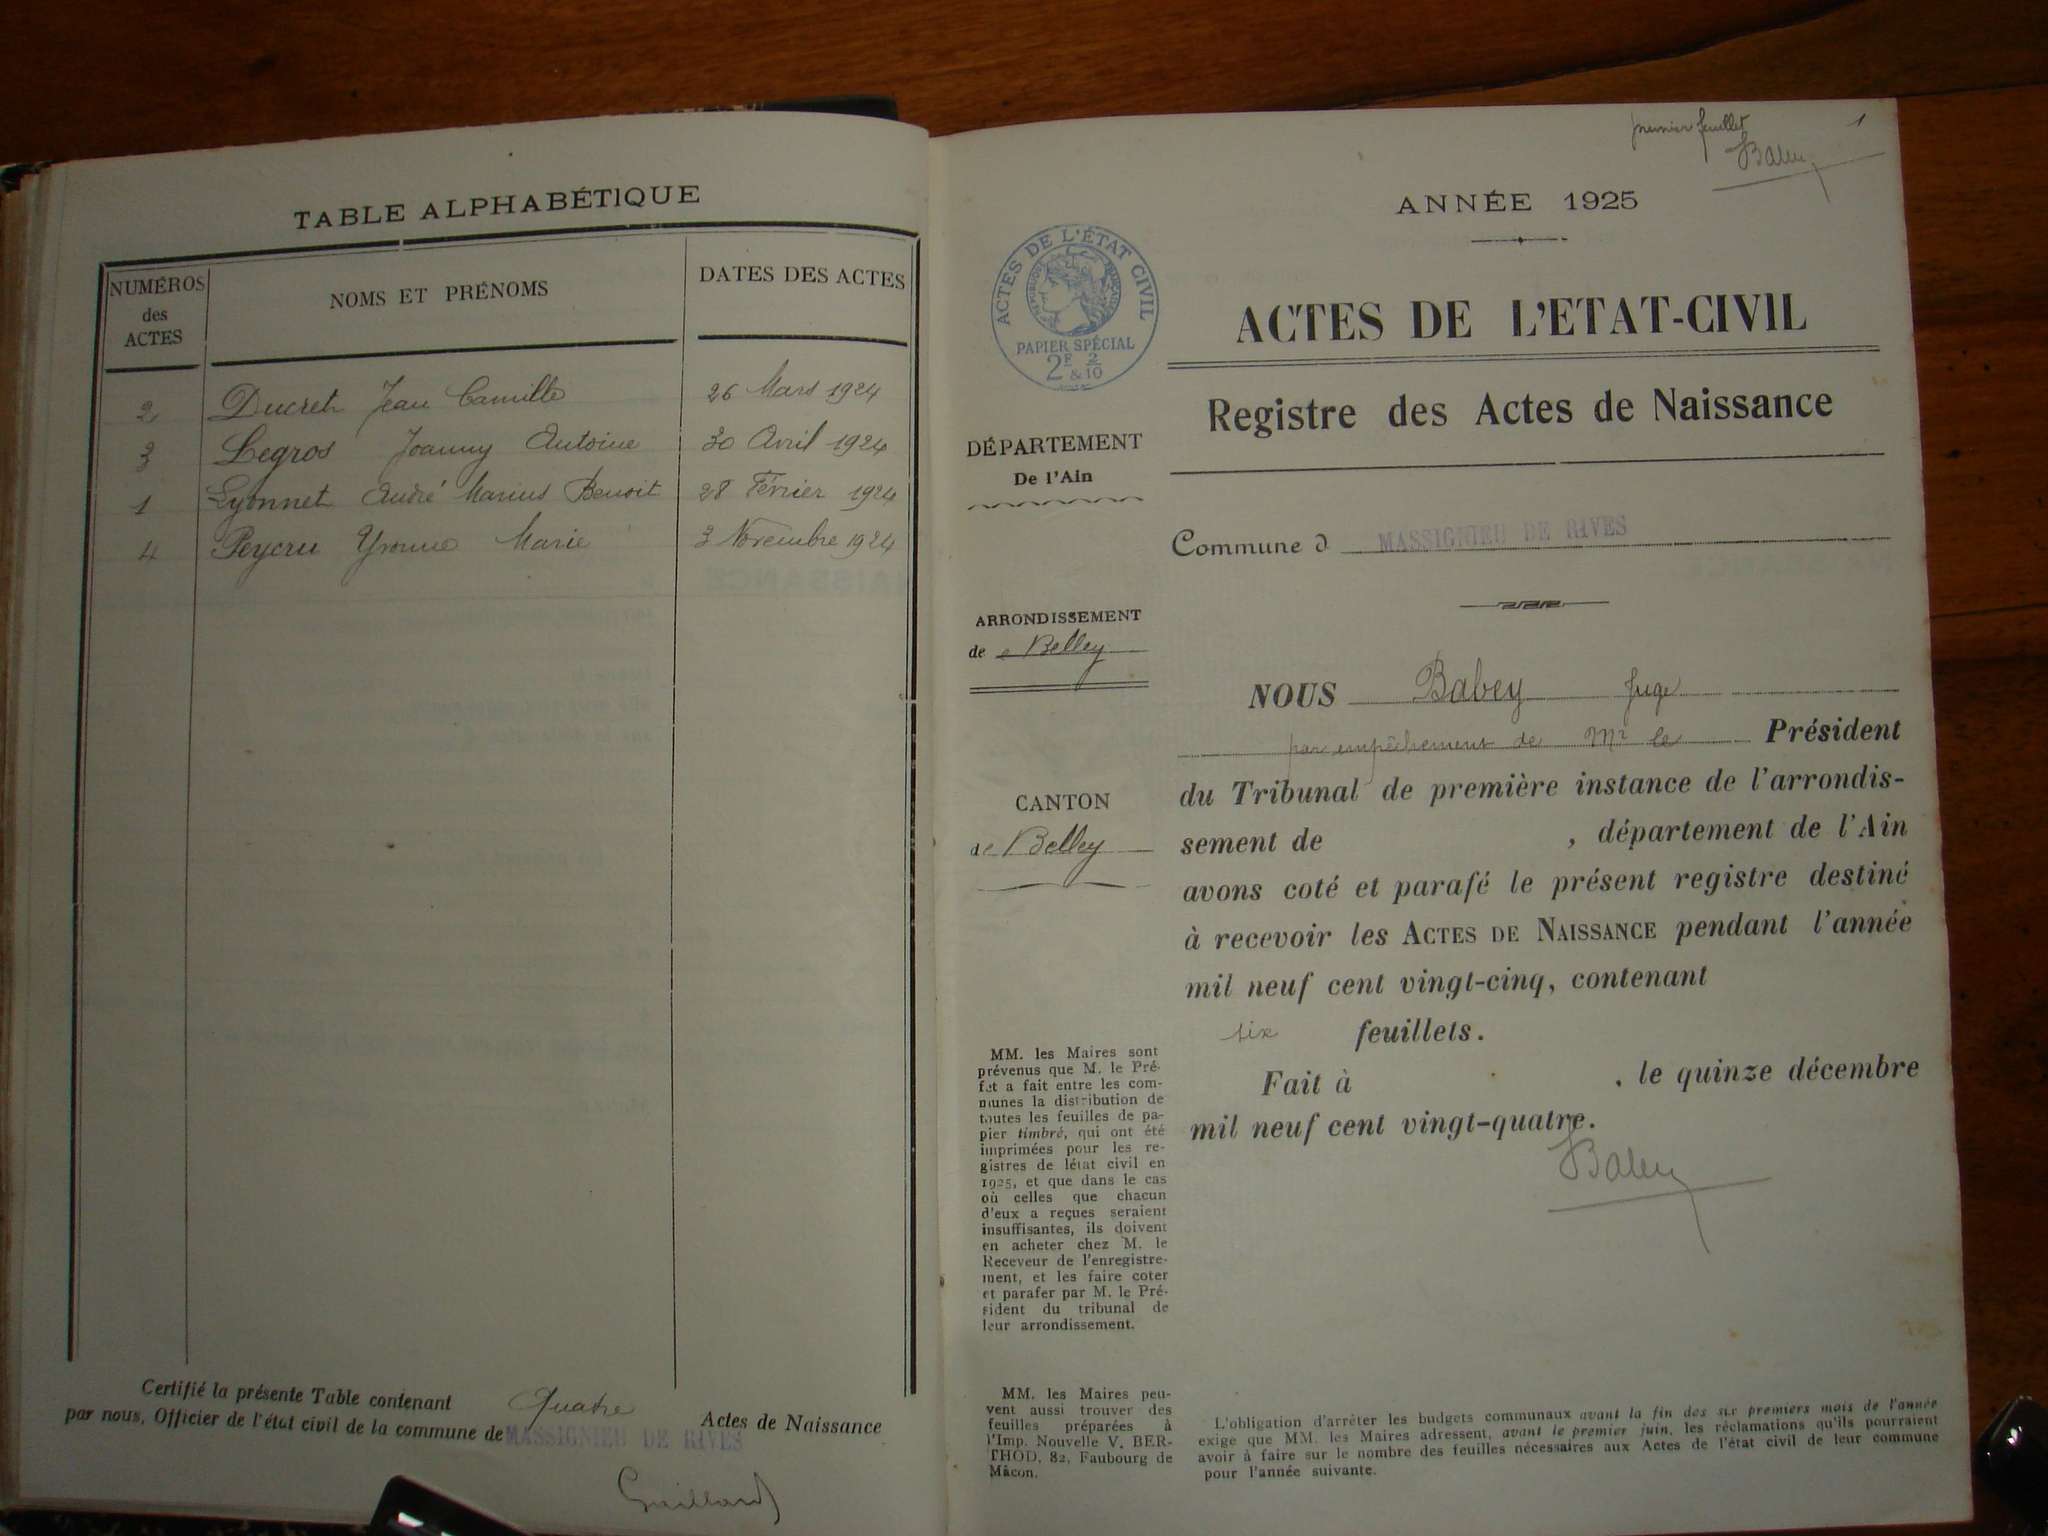 TABLE ALPHABÉTIQUE
NUMÉROS des ACTES
NOMS ET PRÉNOMS
DATES DES ACTES
2 Ducret Jean Camille 26 Mars 1924
3 Legros Joanny Antoine 30 Avril 1924
1 Lyonnet André Marius Benoit 28 Février 1924
4 Peycru Yvonne Marie 3 Novembre 1924
Certifié la présente Table contenant Quatre Actes de Naissance
par nous, Officier de l'état civil de la commune de MASSIGNIEU DE RIVES
Guillard
premier feuillet
1
Babey
ANNÉE 1925
ACTES DE L'ÉTAT CIVIL
RÉPUBLIQUE FRANÇAISE
PAPIER SPÉCIAL
2F & 2/10
ACTES DE L'ETAT-CIVIL
Registre des Actes de Naissance
DÉPARTEMENT
De l'Ain
Commune d MASSIGNIEU DE RIVES
ARRONDISSEMENT
de Belley
CANTON
de Belley
NOUS Babey juge
par empêchement de Mr le Président
du Tribunal de première instance de l'arrondis-
sement de , département de l'Ain
avons coté et parafé le présent registre destiné
à recevoir les ACTES DE NAISSANCE pendant l'année
mil neuf cent vingt-cinq, contenant
six feuillets.
Fait à , le quinze décembre
mil neuf cent vingt-quatre.
Babey
MM. les Maires sont
prévenus que M. le Pré-
fet a fait entre les com-
munes la distribution de
toutes les feuilles de pa-
pier timbré, qui ont été
imprimées pour les re-
gistres de létat civil en
1925, et que dans le cas
où celles que chacun
d'eux a reçues seraient
insuffisantes, ils doivent
en acheter chez M. le
Receveur de l'enregistre-
ment, et les faire coter
et parafer par M. le Pré-
sident du tribunal de
leur arrondissement.
MM. les Maires peu-
vent aussi trouver des
feuilles préparées à
l'Imp. Nouvelle V. BER-
THOD, 82, Faubourg de
Mâcon.
L'obligation d'arrêter les budgets communaux avant la fin des six premiers mois de l'année
exige que MM. les Maires adressent, avant le premier juin, les réclamations qu'ils pourraient
avoir à faire sur le nombre des feuilles nécessaires aux Actes de l'état civil de leur commune
pour l'année suivante.